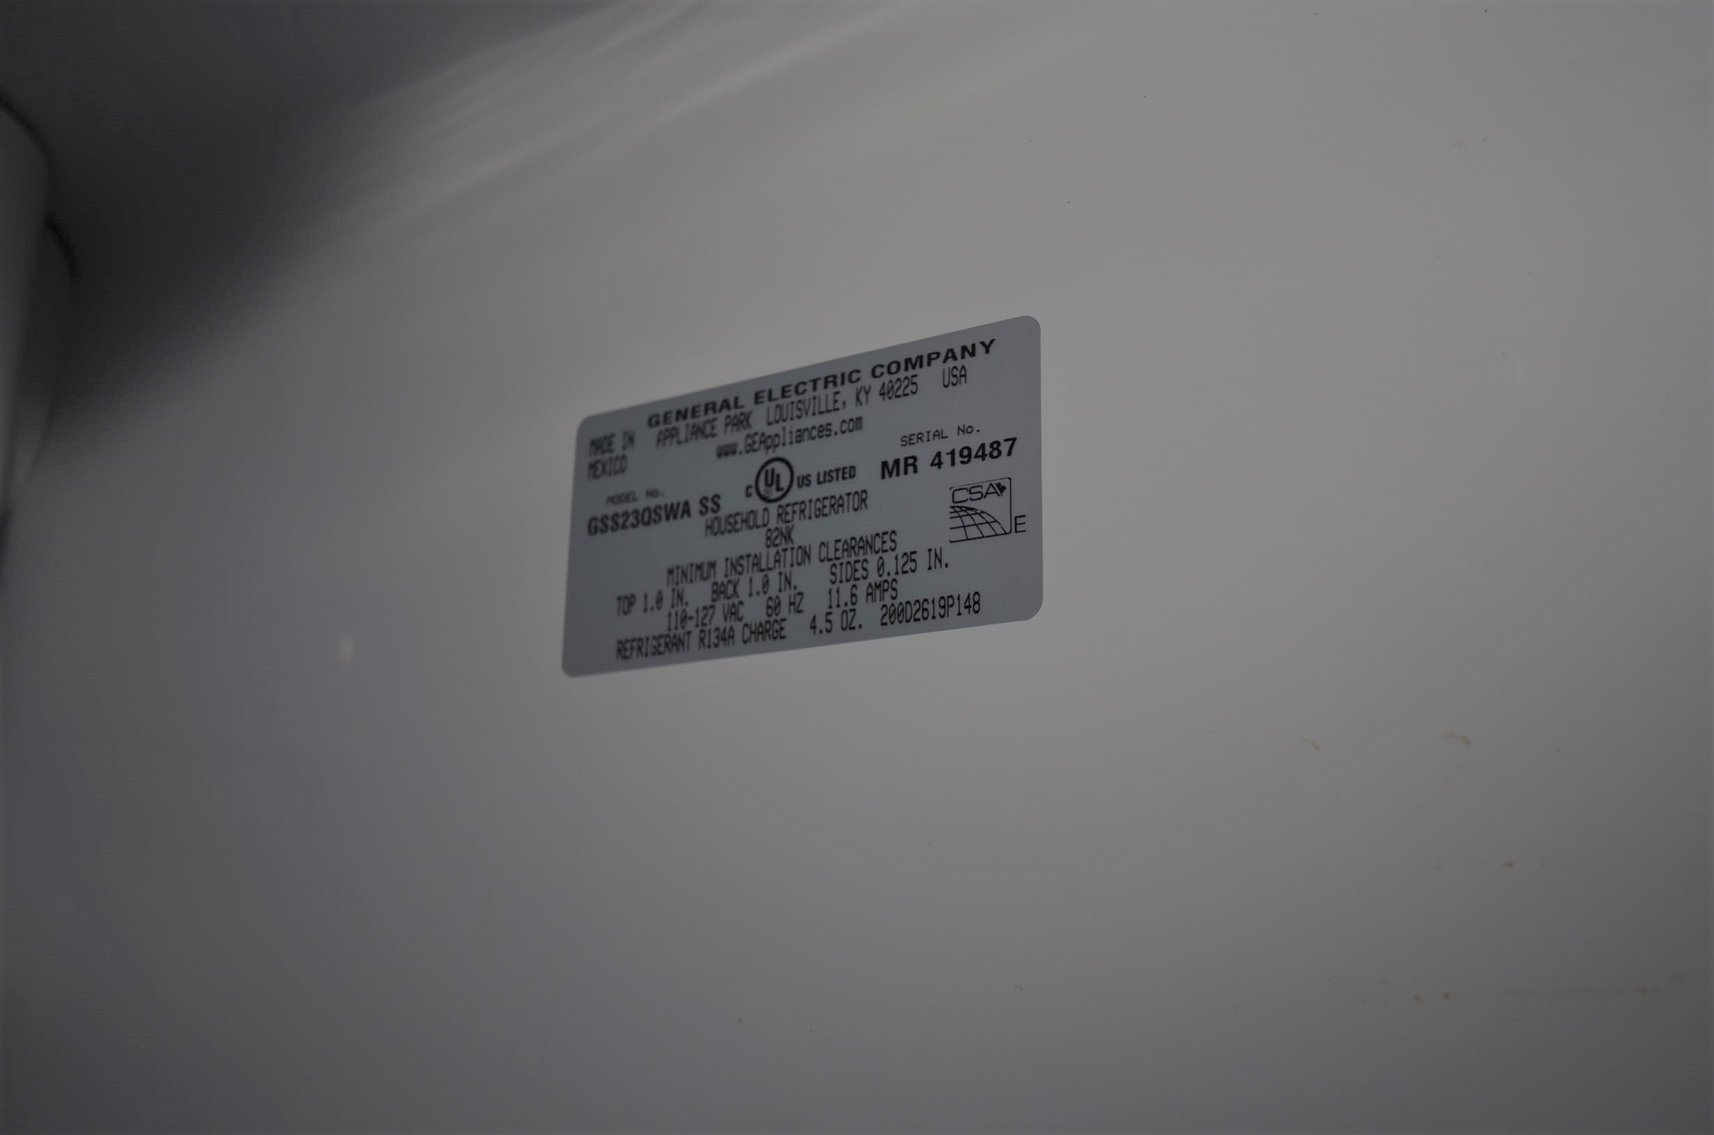 GENERAL ELECTRIC COMPANY
MADE IN APPLIANCE PARK LOUISVILLE, KY 40225 USA
MEXICO www.GEAppliances.com
MODEL No. SERIAL No.
GSS23QSWA SS C UL US LISTED MR 419487
HOUSEHOLD REFRIGERATOR CSA
82NK E
MINIMUM INSTALLATION CLEARANCES
TOP 1.0 IN. BACK 1.0 IN. SIDES 0.125 IN.
110-127 VAC 60 HZ 11.6 AMPS
REFRIGERANT R134A CHARGE 4.5 OZ. 200D2619P148